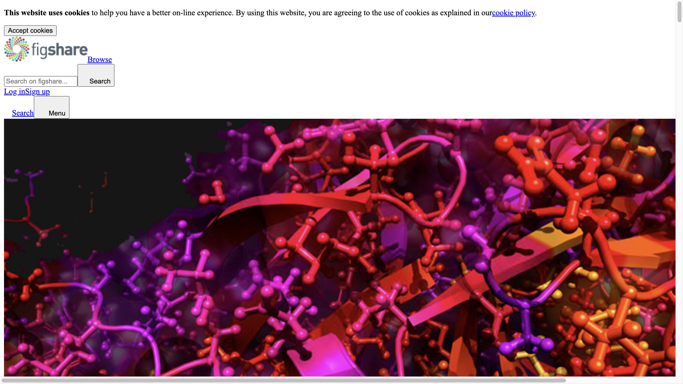 This website uses cookies to help you have a better on-line experience. By using this website, you are agreeing to the use of cookies as explained in ourcookie policy.
Accept cookies
figshare
Browse
Search on figshare...
Search
Log inSign up
Search
Menu